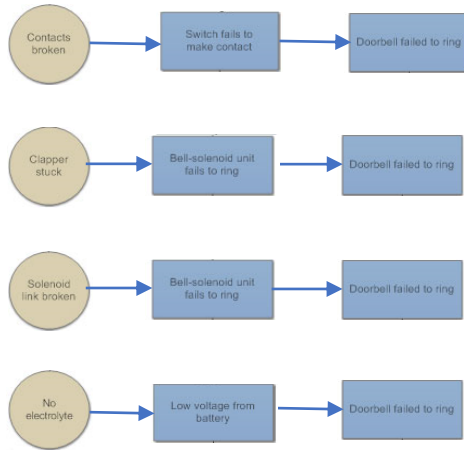 Contacts
broken
Switch fails to
make contact
Doorbell failed to ring
Clapper
stuck
Bell-solenoid unit
fails to ring
Doorbell failed to ring
Solenoid
link broken
Bell-solenoid unit
fails to ring
Doorbell failed to ring
No
electrolyte
Low voltage from
battery
Doorbell failed to ring